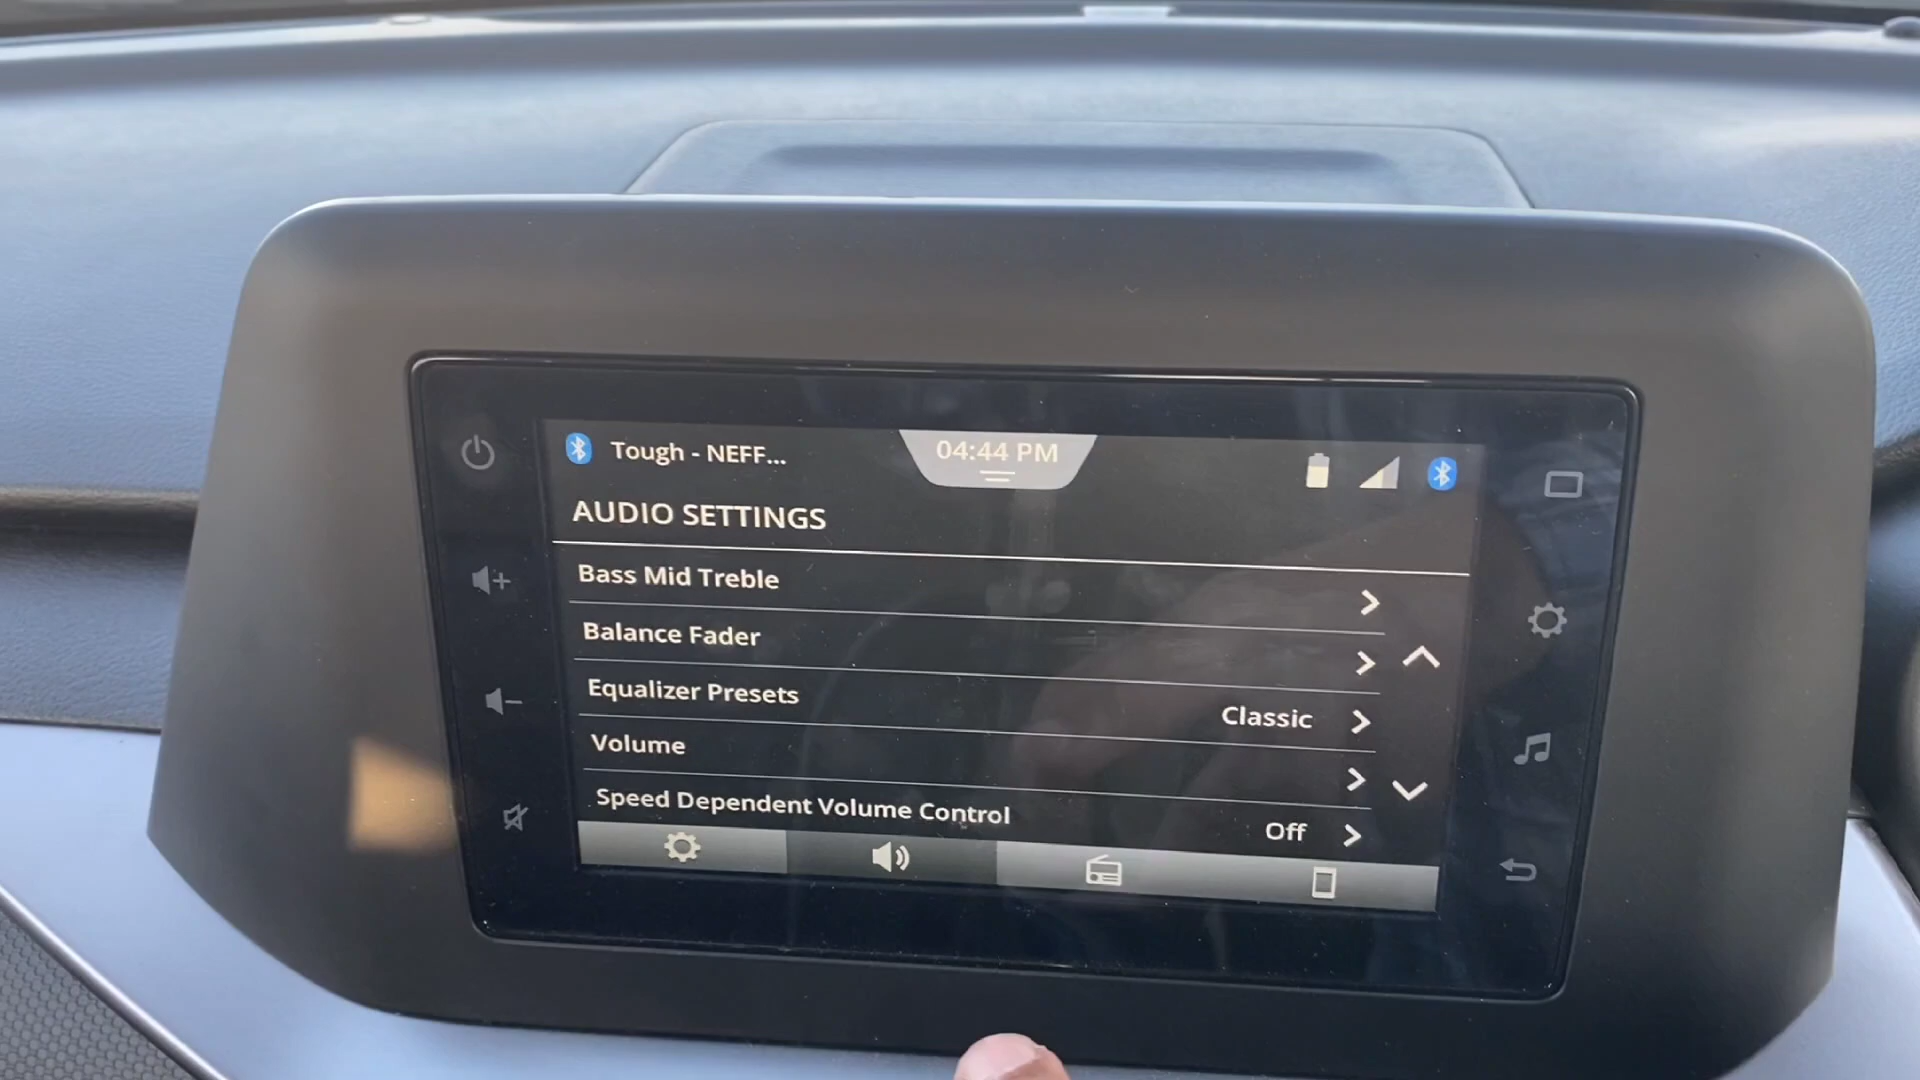 Tough - NEFF...
04:44 PM
AUDIO SETTINGS
Bass Mid Treble
Balance Fader
Equalizer Presets
Classic
Volume
Speed Dependent Volume Control
Off